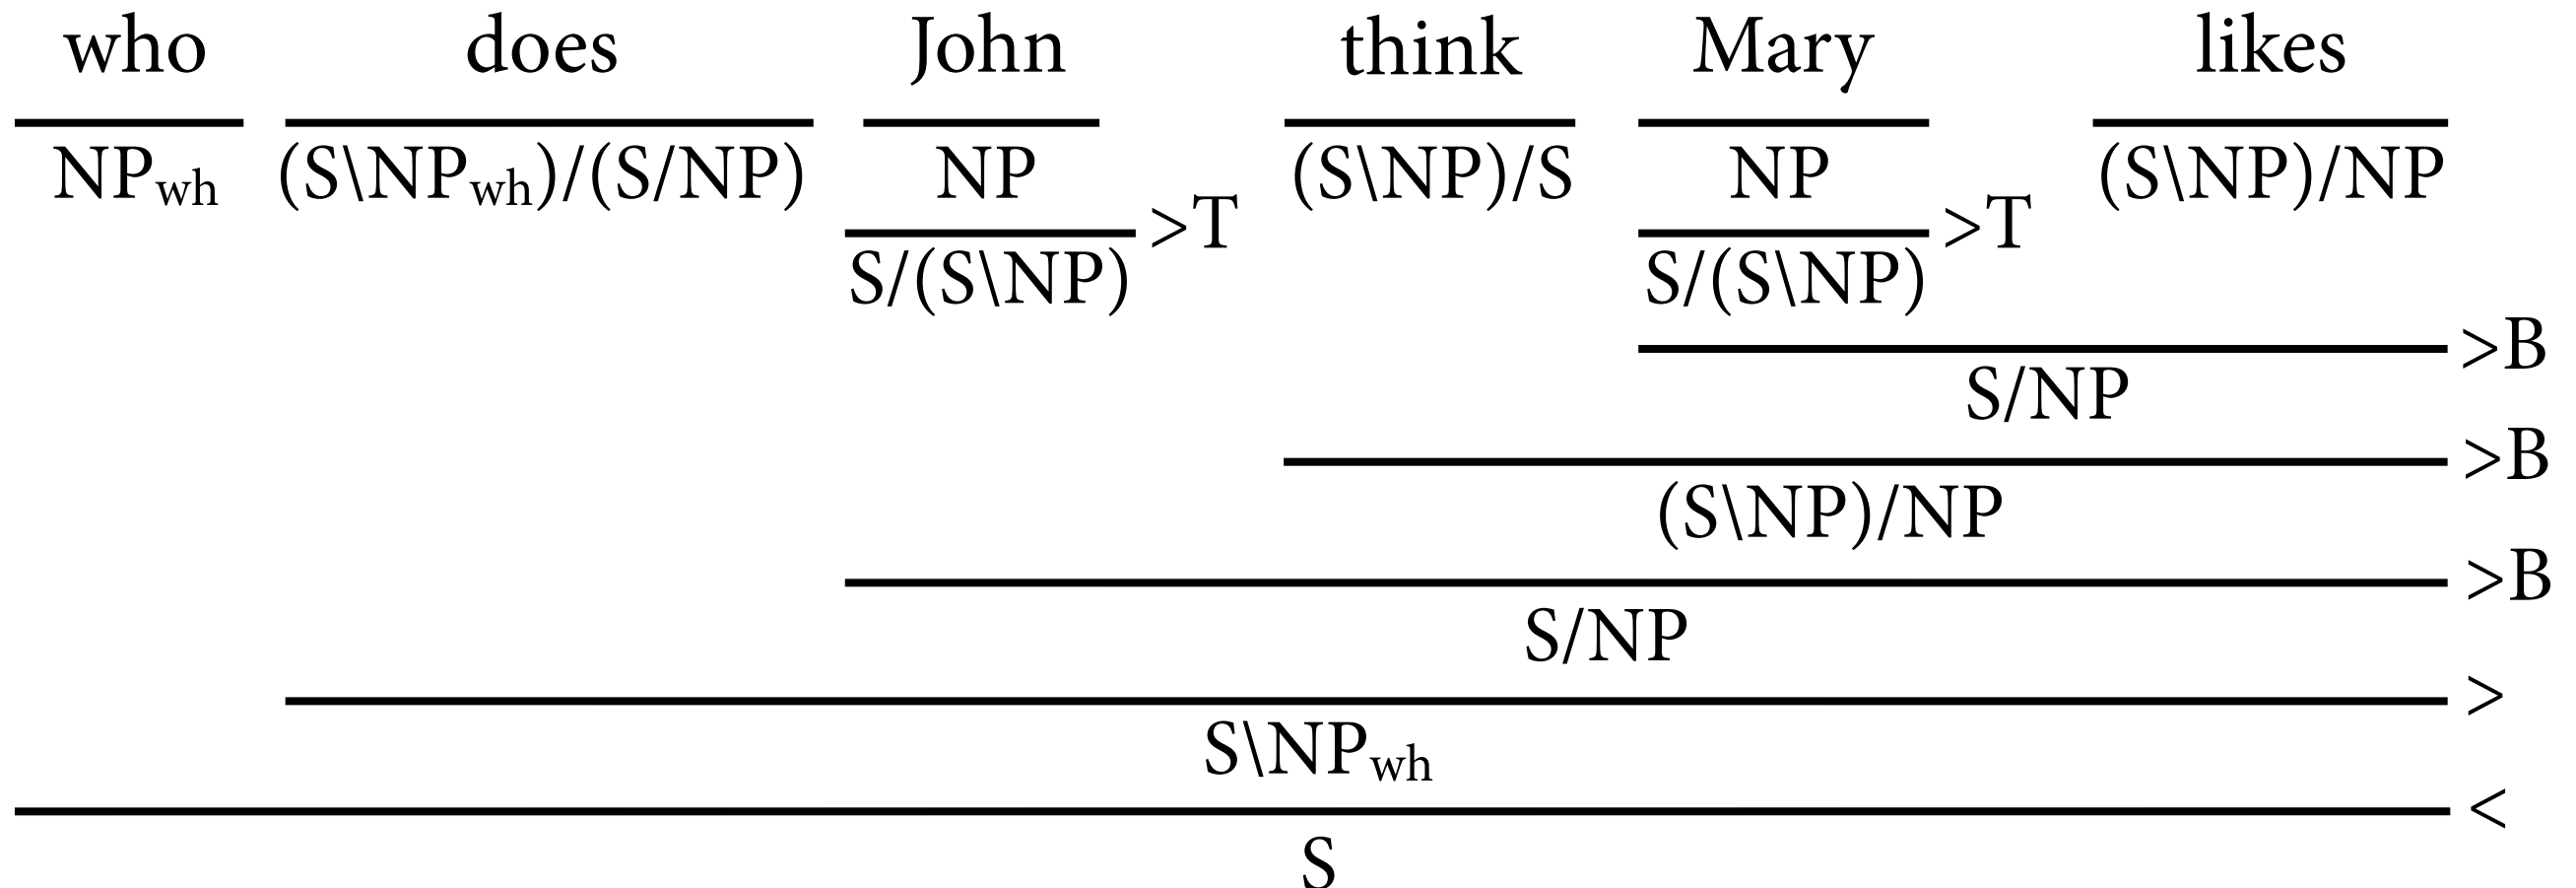 who does John think Mary likes
NPwh (S\NPwh)/(S/NP) NP (S\NP)/S NP (S\NP)/NP
>T >T
S/(S\NP) S/(S\NP)
>B
S/NP
>B
(S\NP)/NP
>B
S/NP
>
S\NPwh
<
S